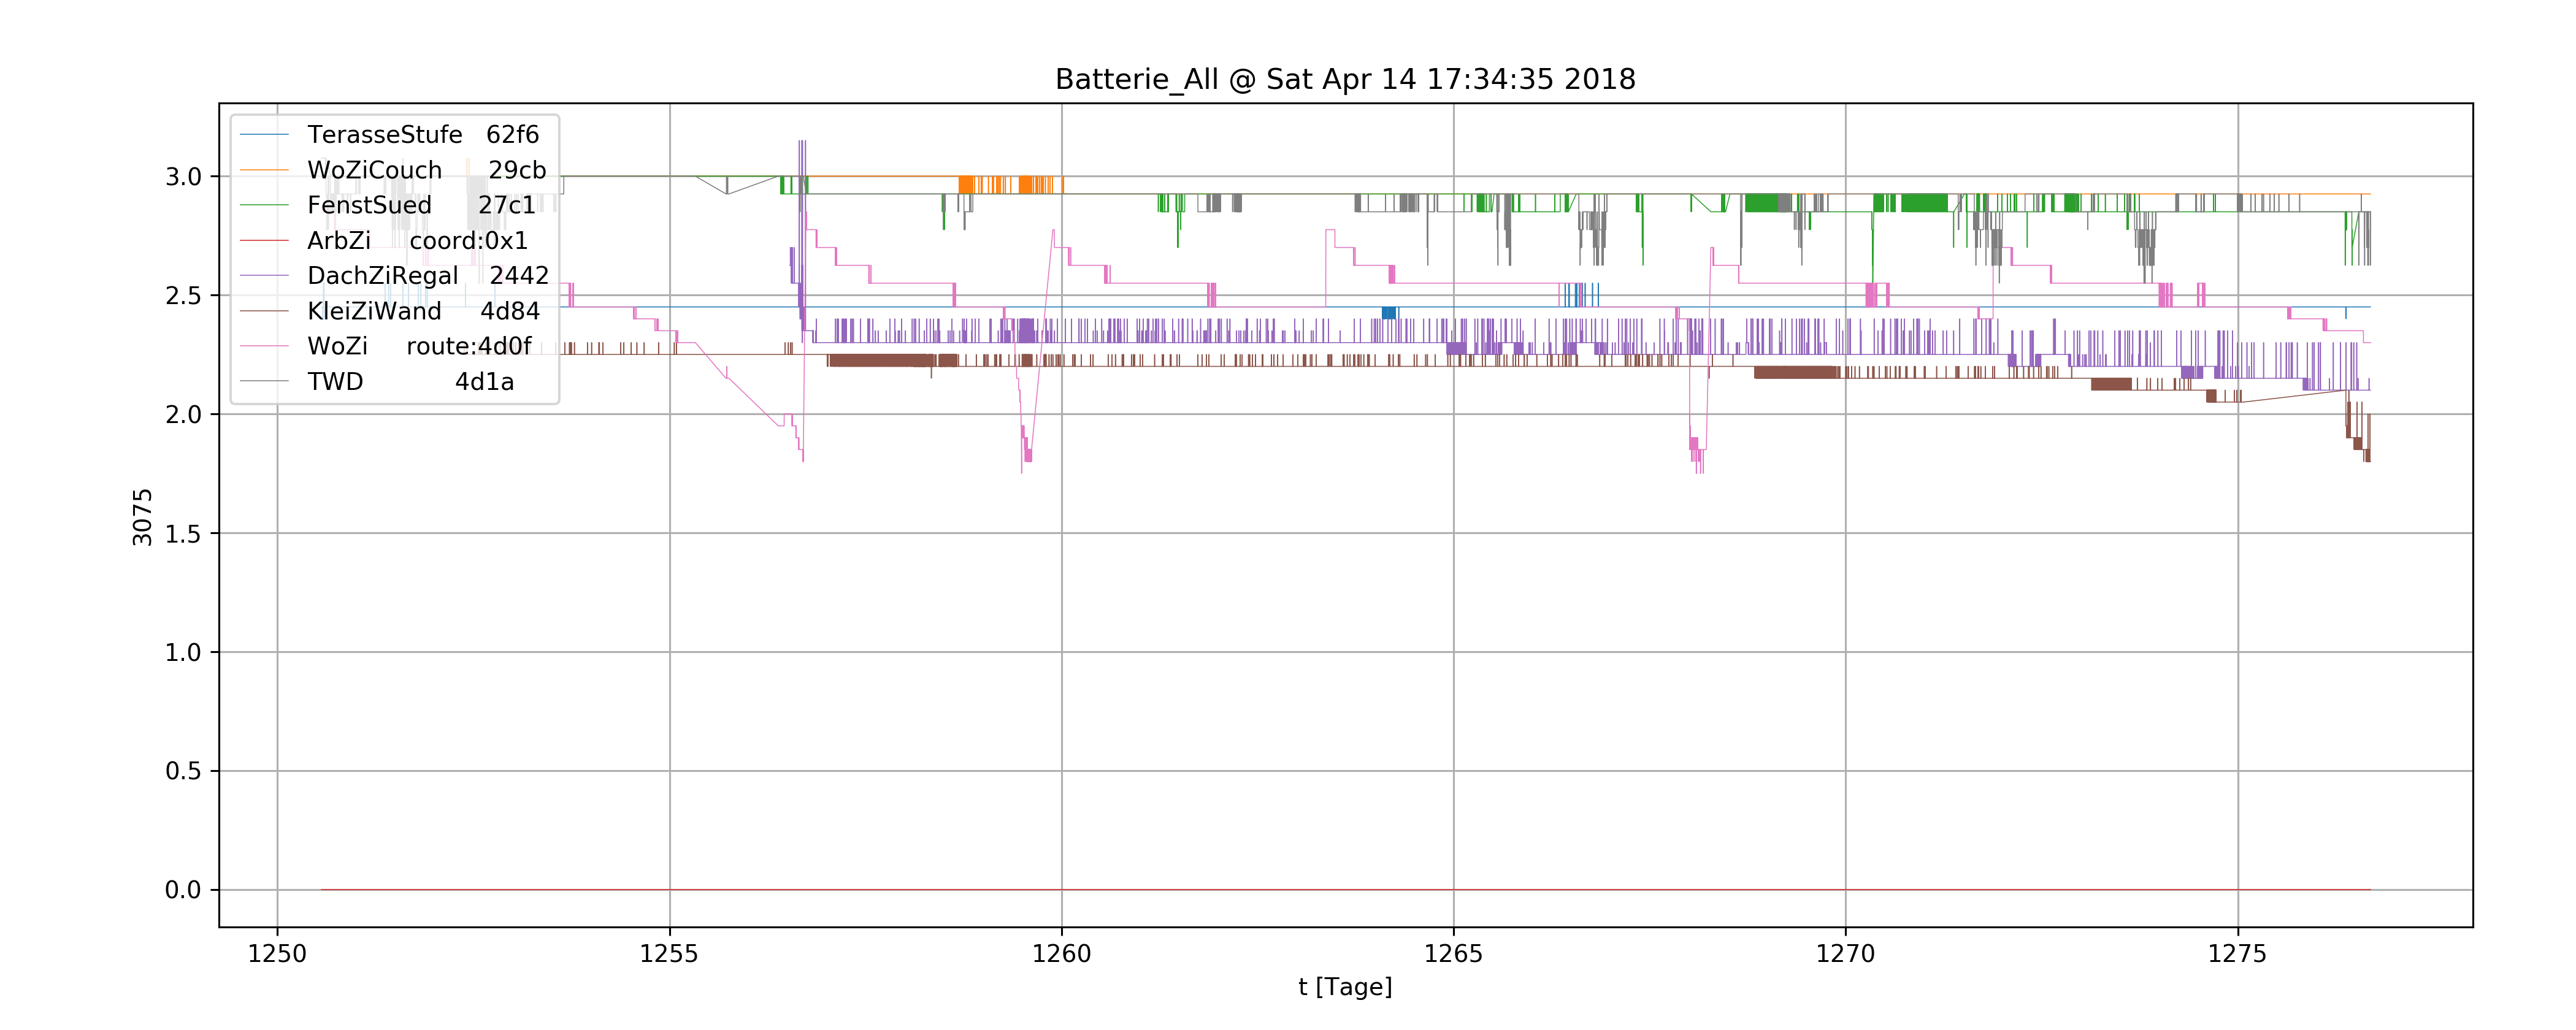 Batterie_All @ Sat Apr 14 17:34:35 2018
TerasseStufe 62f6
WoZiCouch 29cb
FenstSued 27c1
ArbZi coord:0x1
DachZiRegal 2442
KleiZiWand 4d84
WoZi route:4d0f
TWD 4d1a
3.0
2.5
2.0
1.5
1.0
0.5
0.0
3075
1250 1255 1260 1265 1270 1275
t [Tage]